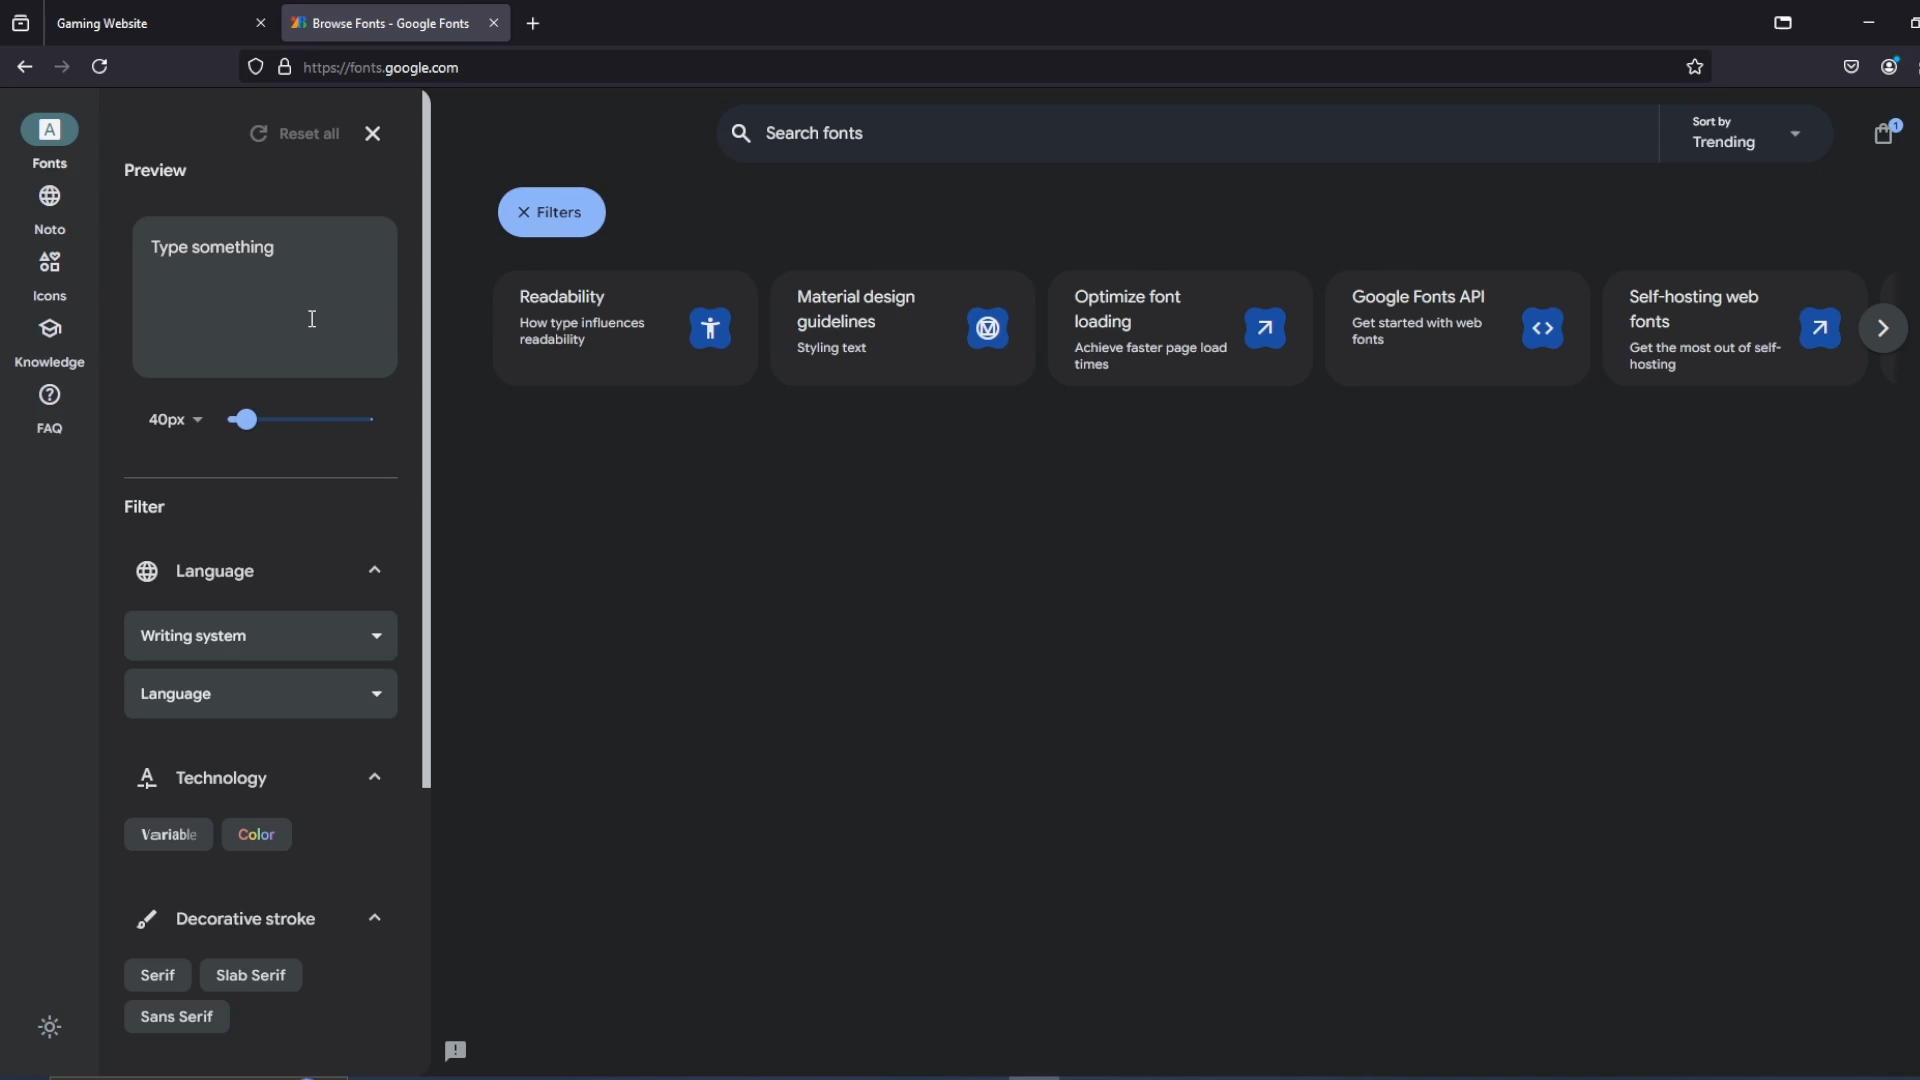 Gaming Website
Browse Fonts - Google Fonts
https://fonts.google.com
A
Fonts
Noto
Icons
Knowledge
FAQ
Reset all
Preview
Type something
40px
Filter
Language
Writing system
Language
Technology
Variable Color
Decorative stroke
Serif Slab Serif
Sans Serif
Search fonts
Sort by
Trending
1
Filters
Readability
How type influences
readability
Material design
guidelines
Styling text
Optimize font
loading
Achieve faster page load
times
Google Fonts API
Get started with web
fonts
Self-hosting web
fonts
Get the most out of self-
hosting